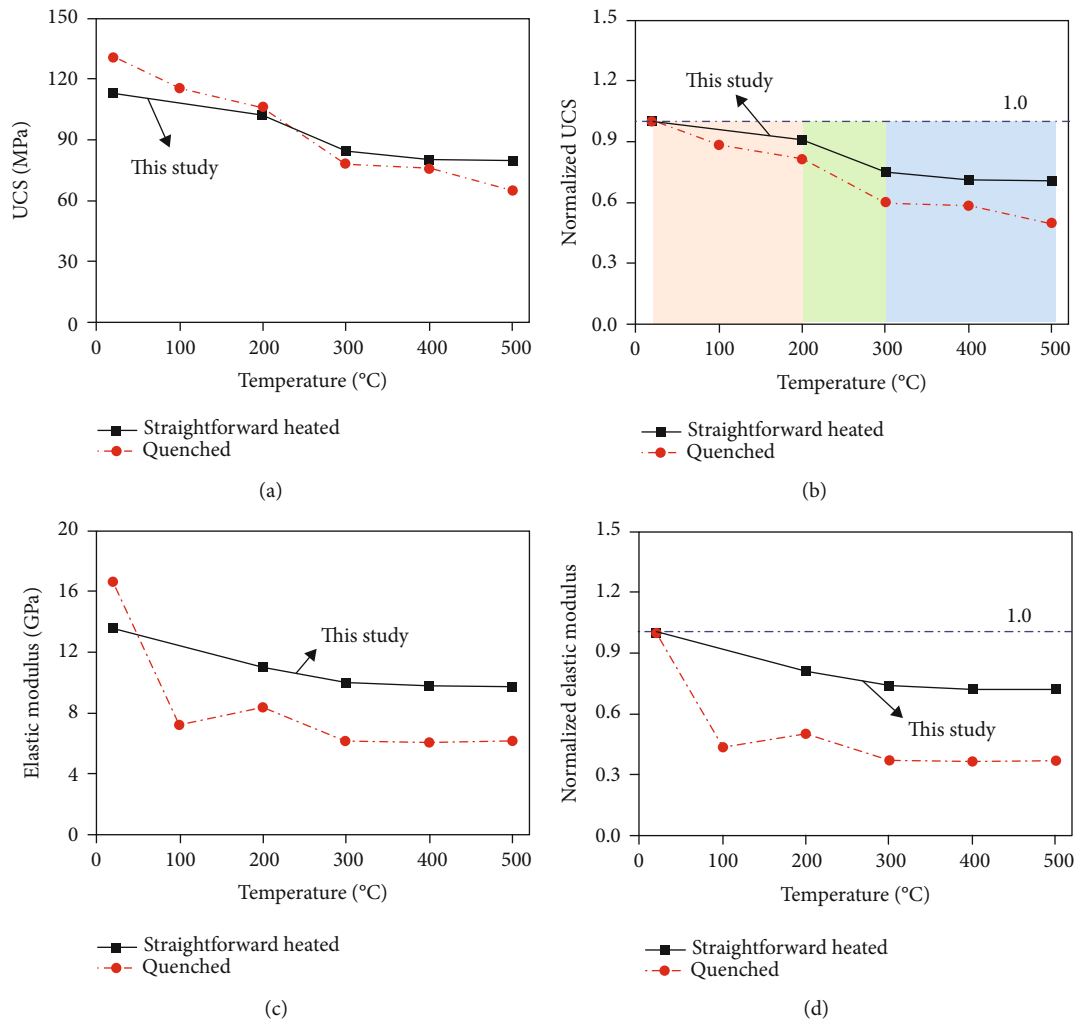 150
120
90
60
30
0
UCS (MPa)
This study
0 100 200 300 400 500
Temperature (°C)
Straightforward heated
Quenched
(a)
1.5
1.2
0.9
0.6
0.3
0.0
Normalized UCS
This study
1.0
0 100 200 300 400 500
Temperature (°C)
Straightforward heated
Quenched
(b)
20
16
12
8
4
0
Elastic modulus (GPa)
This study
0 100 200 300 400 500
Temperature (°C)
Straightforward heated
Quenched
(c)
1.5
1.2
0.9
0.6
0.3
0.0
Normalized elastic modulus
1.0
This study
0 100 200 300 400 500
Temperature (°C)
Straightforward heated
Quenched
(d)